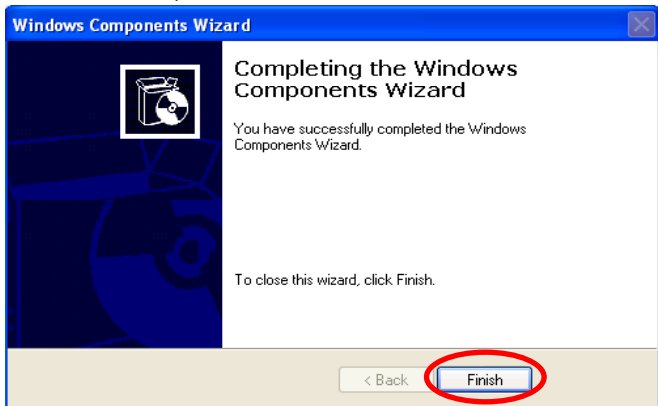 Windows Components Wizard
Completing the Windows
Components Wizard
You have successfully completed the Windows
Components Wizard.
To close this wizard, click Finish.
< Back
Finish